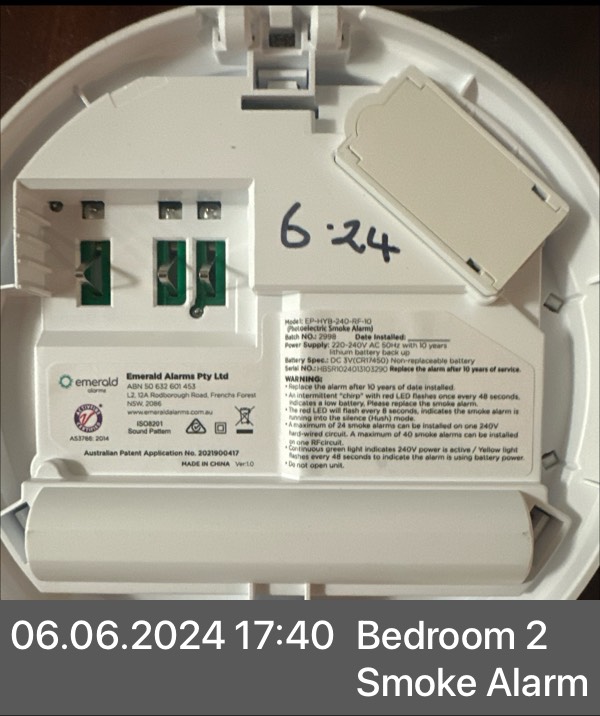 6·24
Model: EP-HYB-240-RF-10
(Photoelectric Smoke Alarm)
Batch NO.: 2998 Date Installed:
Power Supply: 220-240V AC 50Hz with 10 years
lithium battery back up
Battery Spec.: DC 3V(CR17450) Non-replaceable battery
Serial NO.: Replace the alarm after 10 years of service.
WARNING:
• Replace the alarm after 10 years of date installed.
• An intermittent "chirp" with red LED flashes once every 48 seconds,
indicates a low battery, Please replace the smoke alarm.
• The red LED will flash every 8 seconds, indicates the smoke alarm is
running into the silence (Hush) mode.
• A maximum of 24 smoke alarms can be installed on one 240V
hard-wired circuit. A maximum of 40 smoke alarms can be installed
in one RFcircuit.
• Continuous green light indicates 240V power is active / Yellow light
flashes every 48 seconds to indicate the alarm is using battery power.
• Do not open unit.
emerald
alarms
Emerald Alarms Pty Ltd
ABN 50 632 601 453
L2, 12A Rodborough Road, Frenchs Forest
NSW, 2086
www.emeraldalarms.com.au
ISO8201
Sound Pattern
AS3786: 2014
Australian Patent Application No. 2021900417
MADE IN CHINA Ver1.0
06.06.2024 17:40 Bedroom 2
Smoke Alarm